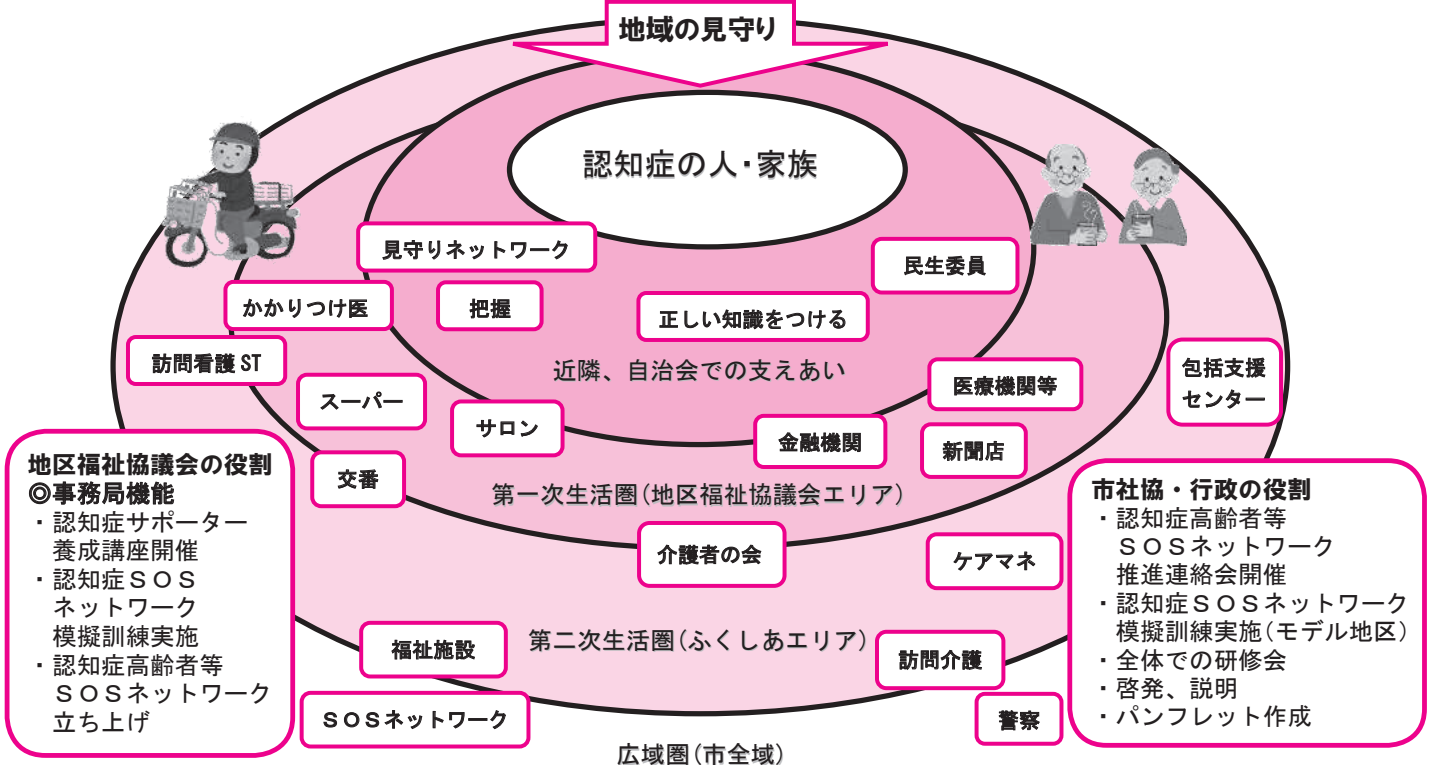 地域の見守り
認知症の人・家族
見守りネットワーク
民生委員
かかりつけ医
把握
正しい知識をつける
訪問看護ST
近隣、自治会での支えあい
包括支援
センター
スーパー
医療機関等
サロン
金融機関
新聞店
交番
第一次生活圏(地区福祉協議会エリア)
介護者の会
ケアマネ
福祉施設
第二次生活圏(ふくしあエリア)
訪問介護
SOSネットワーク
警察
広域圏(市全域)
地区福祉協議会の役割
◎事務局機能
・認知症サポーター
養成講座開催
・認知症SOS
ネットワーク
模擬訓練実施
・認知症高齢者等
SOSネットワーク
立ち上げ
市社協・行政の役割
・認知症高齢者等
SOSネットワーク
推進連絡会開催
・認知症SOSネットワーク
模擬訓練実施(モデル地区)
・全体での研修会
・啓発、説明
・パンフレット作成